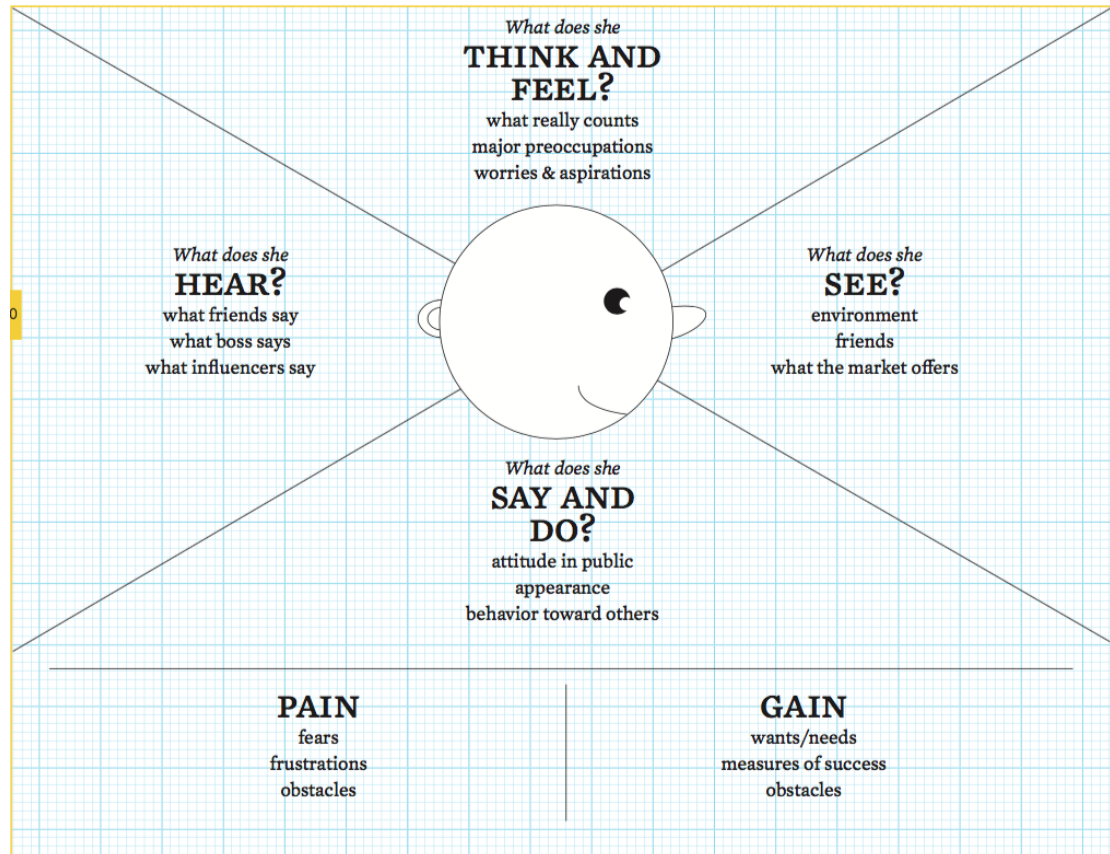 What does she
THINK AND
FEEL?
what really counts
major preoccupations
worries & aspirations
What does she
HEAR?
what friends say
what boss says
what influencers say
What does she
SEE?
environment
friends
what the market offers
0
What does she
SAY AND
DO?
attitude in public
appearance
behavior toward others
PAIN
fears
frustrations
obstacles
GAIN
wants/needs
measures of success
obstacles